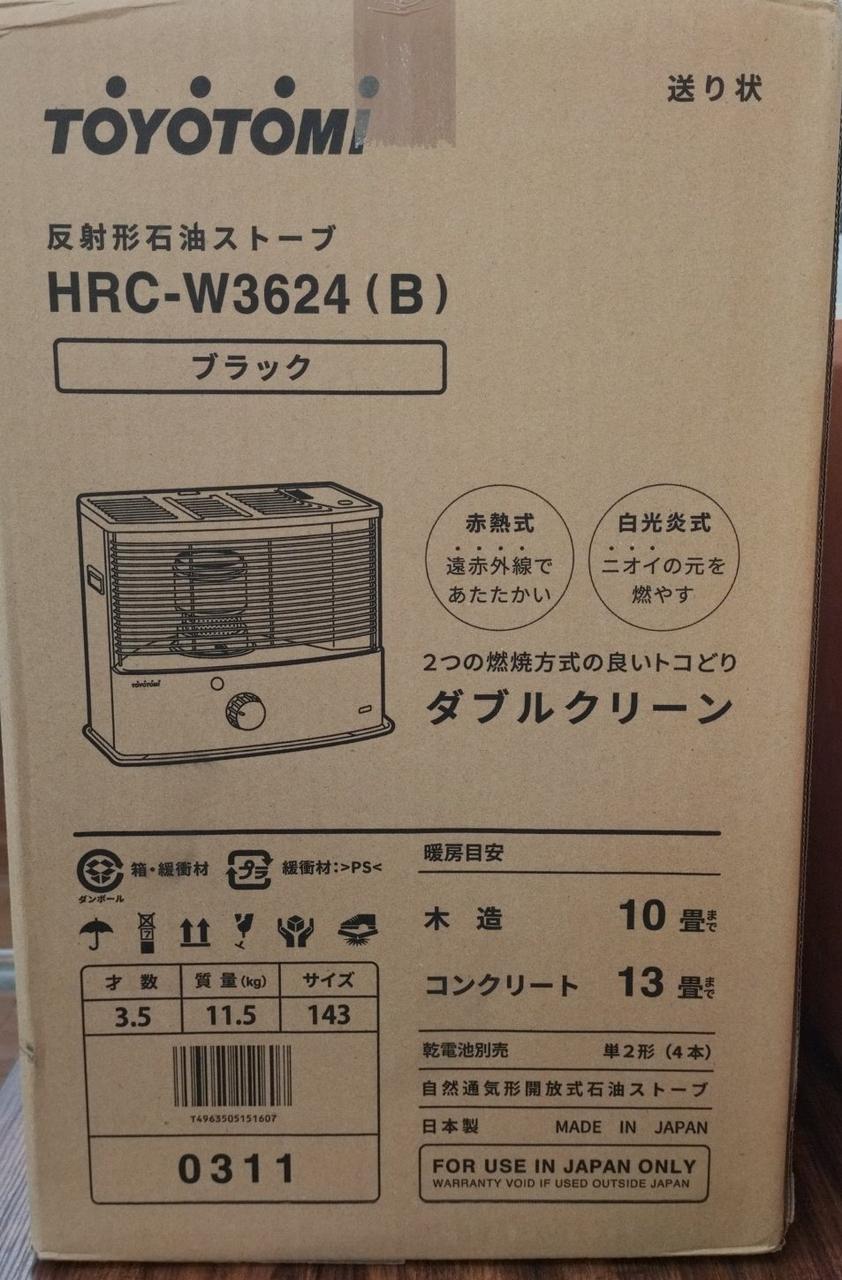 TOYOTOMi
送り状
反射形石油ストーブ
HRC-W3624(B)
ブラック
赤熱式
遠赤外線で
あたたかい
白光炎式
ニオイの元を
燃やす
TOYOTOMi
2つの燃焼方式の良いトコどり
ダブルクリーン
箱・緩衝材
ダンボール
プラ
緩衝材:>PS<
7
才 数 質 量(kg) サイズ
3.5 11.5 143
T4963505151607
0311
暖房目安
木 造 10 畳まで
コンクリート 13 畳まで
乾電池別売 単2形(4本)
自然通気形開放式石油ストーブ
日本製 MADE IN JAPAN
FOR USE IN JAPAN ONLY
WARRANTY VOID IF USED OUTSIDE JAPAN